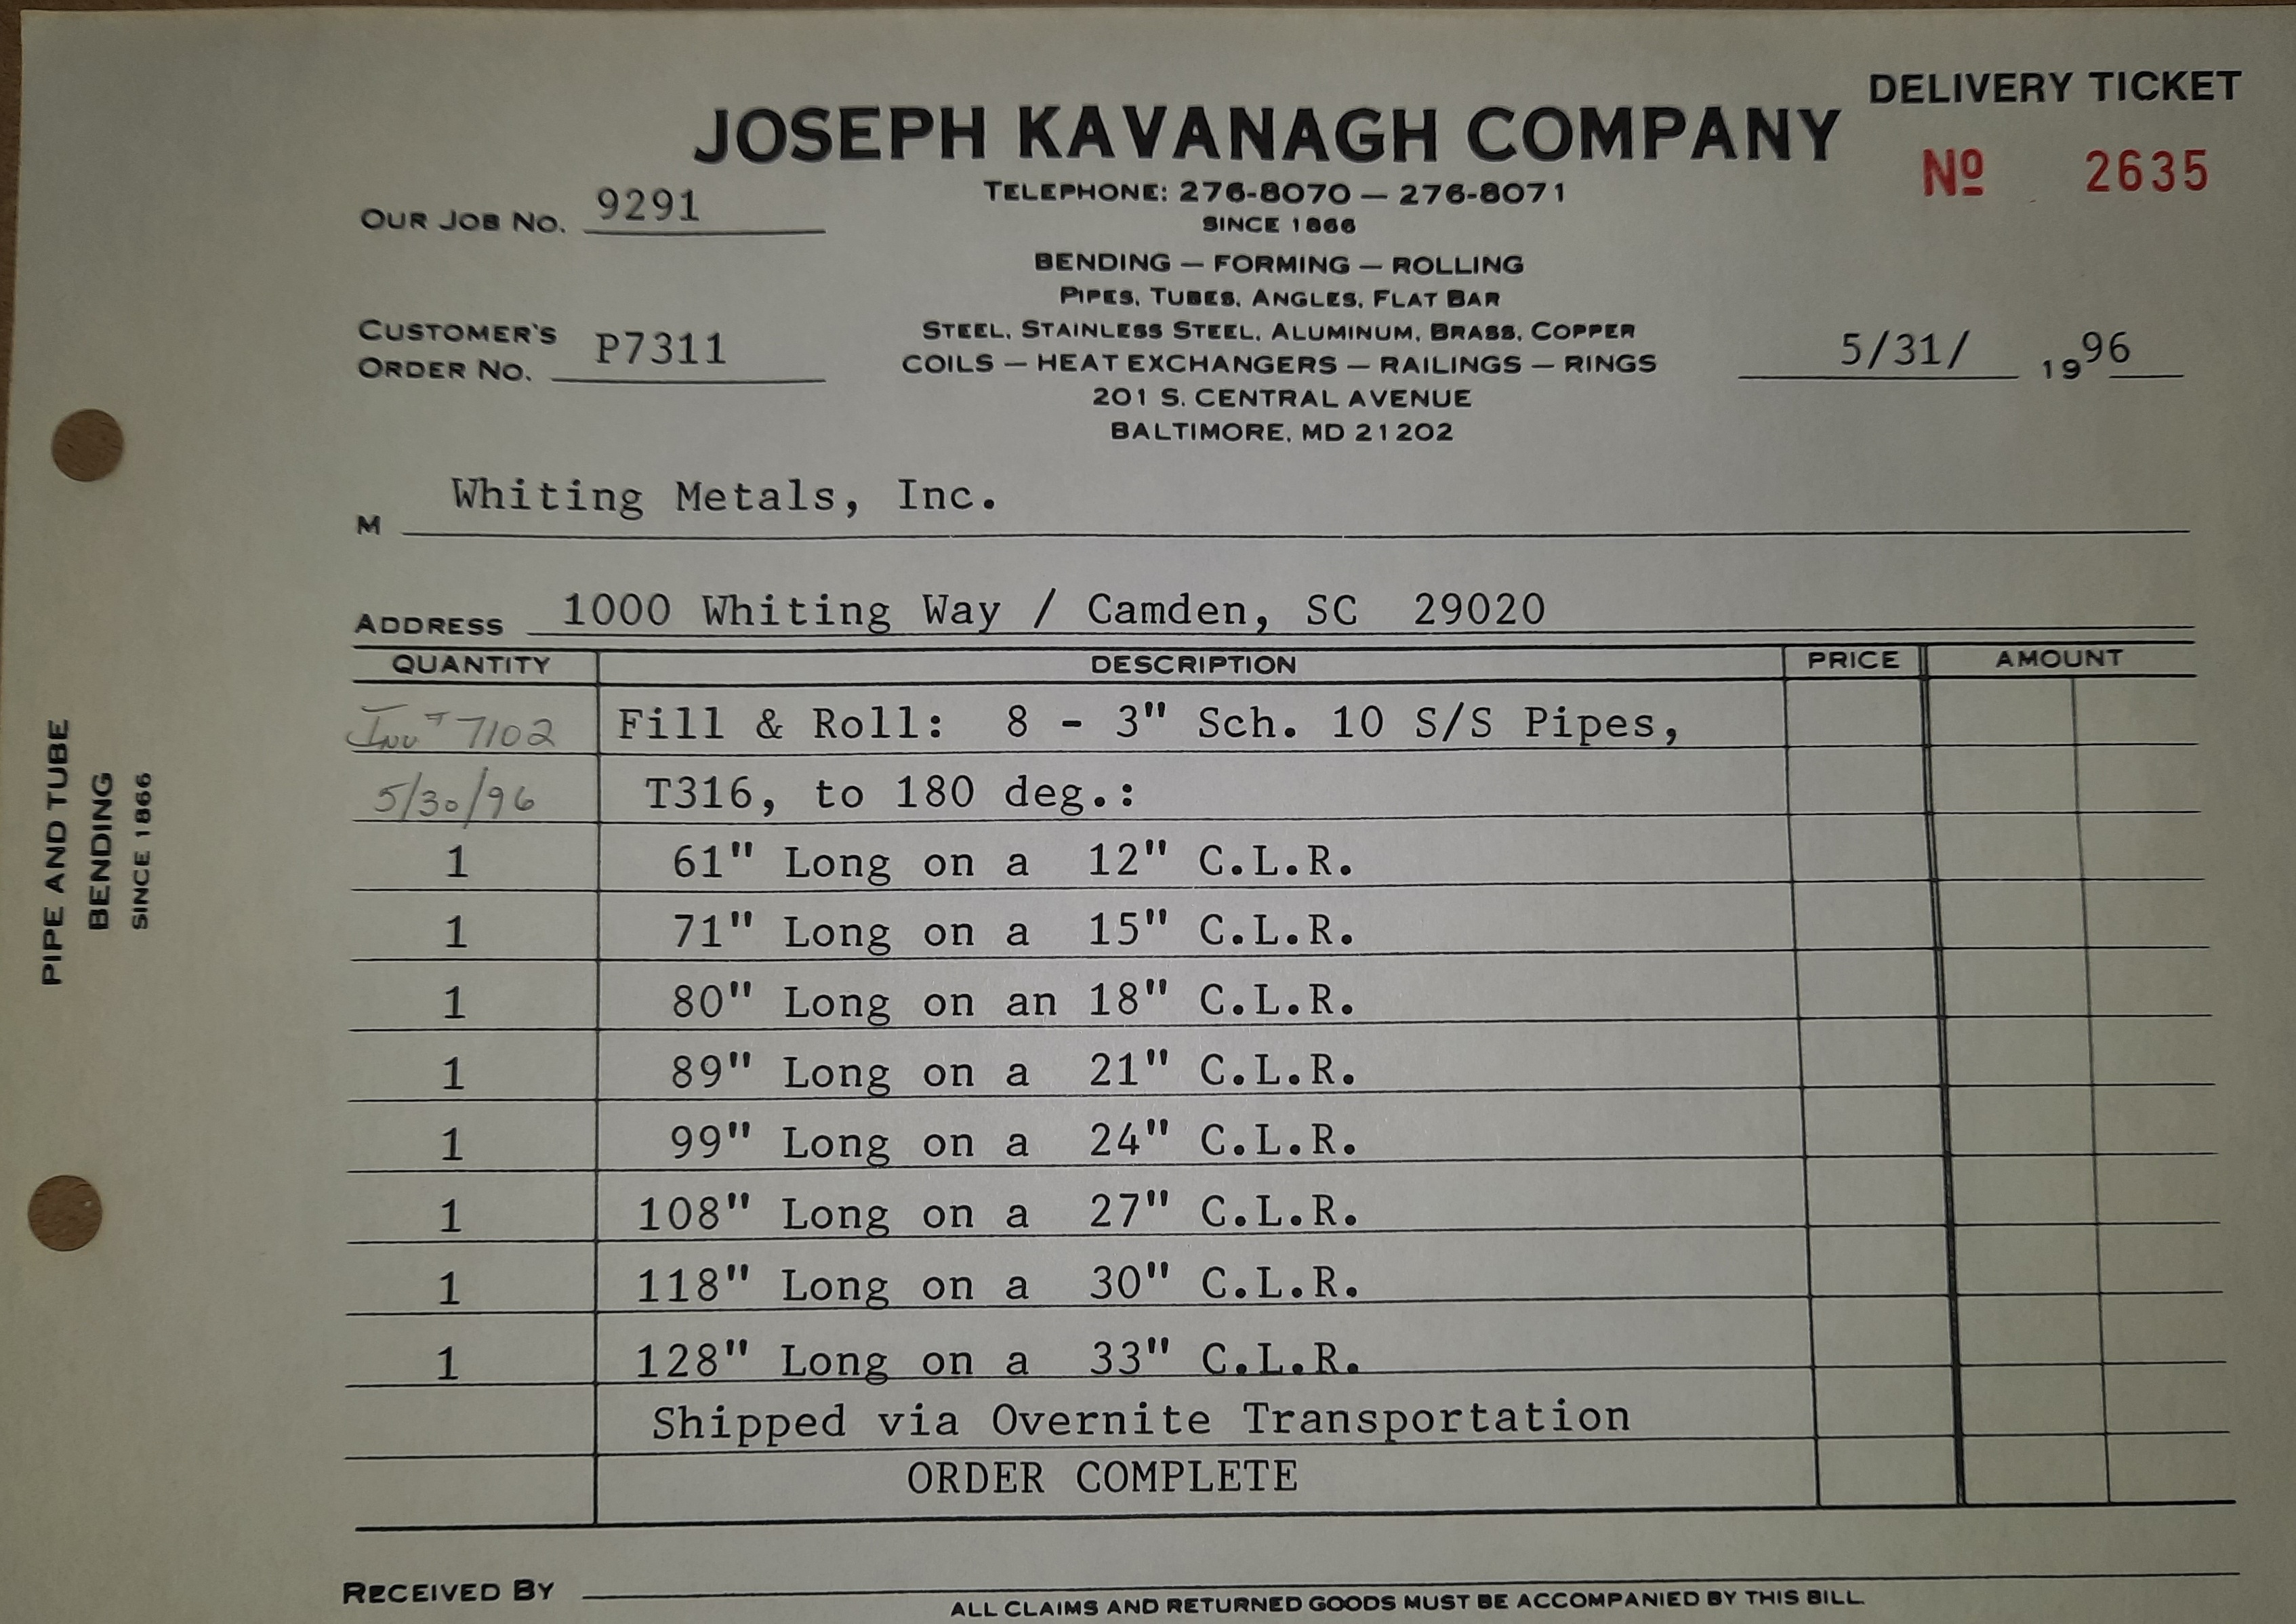 DELIVERY TICKET
JOSEPH KAVANAGH COMPANY
Nº 2635
TELEPHONE: 276-8070 — 276-8071
OUR JOB NO. 9291
SINCE 1866
BENDING — FORMING — ROLLING
PIPES, TUBES, ANGLES, FLAT BAR
CUSTOMER'S
ORDER NO. P7311
STEEL, STAINLESS STEEL, ALUMINUM, BRASS, COPPER
COILS — HEAT EXCHANGERS — RAILINGS — RINGS
5/31/ 1996
201 S. CENTRAL AVENUE
BALTIMORE, MD 21202
M Whiting Metals, Inc.
ADDRESS 1000 Whiting Way / Camden, SC 29020
QUANTITY DESCRIPTION PRICE AMOUNT
Inv # 7102 Fill & Roll: 8 - 3" Sch. 10 S/S Pipes,
5/30/96 T316, to 180 deg.:
1 61" Long on a 12" C.L.R.
1 71" Long on a 15" C.L.R.
1 80" Long on an 18" C.L.R.
1 89" Long on a 21" C.L.R.
1 99" Long on a 24" C.L.R.
1 108" Long on a 27" C.L.R.
1 118" Long on a 30" C.L.R.
1 128" Long on a 33" C.L.R.
Shipped via Overnite Transportation
ORDER COMPLETE
RECEIVED BY
ALL CLAIMS AND RETURNED GOODS MUST BE ACCOMPANIED BY THIS BILL.
PIPE AND TUBE
BENDING
SINCE 1866